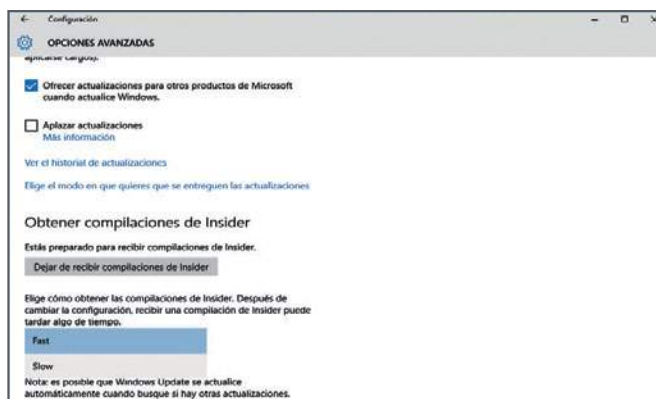 Configuración
OPCIONES AVANZADAS
aplicarse cargos).
Ofrecer actualizaciones para otros productos de Microsoft
cuando actualice Windows.
Aplazar actualizaciones
Más información
Ver el historial de actualizaciones
Elige el modo en que quieres que se entreguen las actualizaciones
Obtener compilaciones de Insider
Estás preparado para recibir compilaciones de Insider.
Dejar de recibir compilaciones de Insider
Elige cómo obtener las compilaciones de Insider. Después de
cambiar la configuración, recibir una compilación de Insider puede
tardar algo de tiempo.
Fast
Slow
Nota: es posible que Windows Update se actualice
automáticamente cuando busque si hay otras actualizaciones.